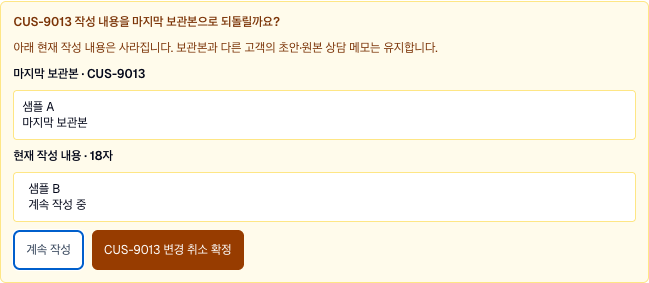 CUS-9013 작성 내용을 마지막 보관본으로 되돌릴까요?
아래 현재 작성 내용은 사라집니다. 보관본과 다른 고객의 초안·원본 상담 메모는 유지합니다.
마지막 보관본 · CUS-9013
샘플 A
마지막 보관본
현재 작성 내용 · 18자
샘플 B
계속 작성 중
계속 작성
CUS-9013 변경 취소 확정